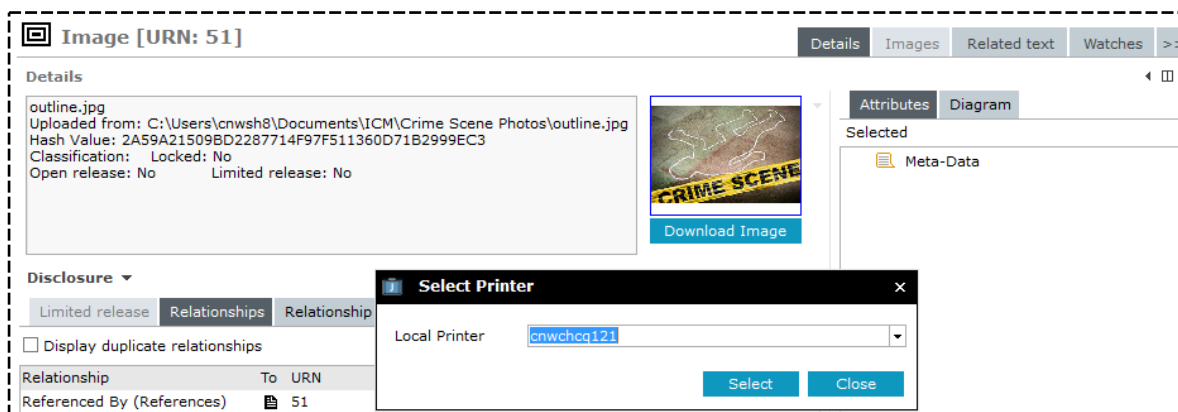 Image [URN: 51]
Details Images Related text Watches >>
Details
outline.jpg
Uploaded from: C:\Users\cnwsh8\Documents\ICM\Crime Scene Photos\outline.jpg
Hash Value: 2A59A21509BD2287714F97F511360D71B2999EC3
Classification: Locked: No
Open release: No Limited release: No
CRIME SCENE
Download Image
Attributes Diagram
Selected
Meta-Data
Disclosure
Limited release Relationships Relationship
Display duplicate relationships
Relationship To URN
Referenced By (References) 51
Select Printer
Local Printer cnwchcq121
Select Close